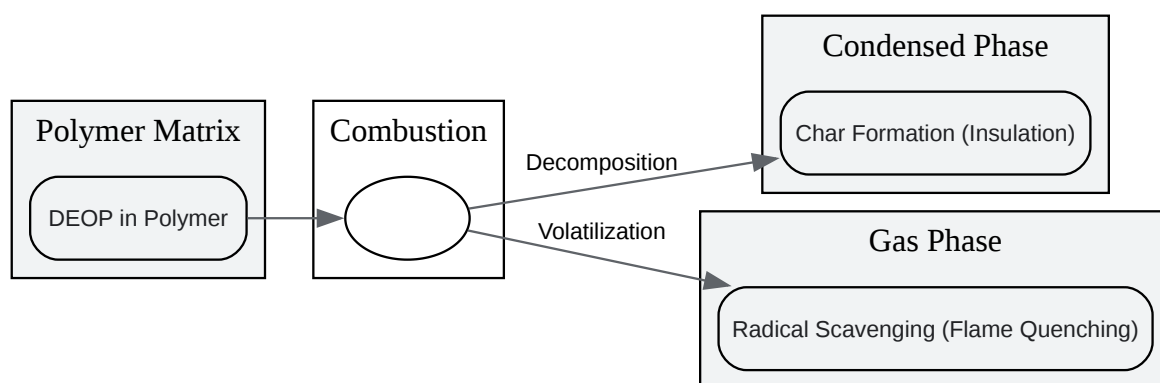 Polymer Matrix
DEOP in Polymer
Combustion
Decomposition
Volatilization
Condensed Phase
Char Formation (Insulation)
Gas Phase
Radical Scavenging (Flame Quenching)